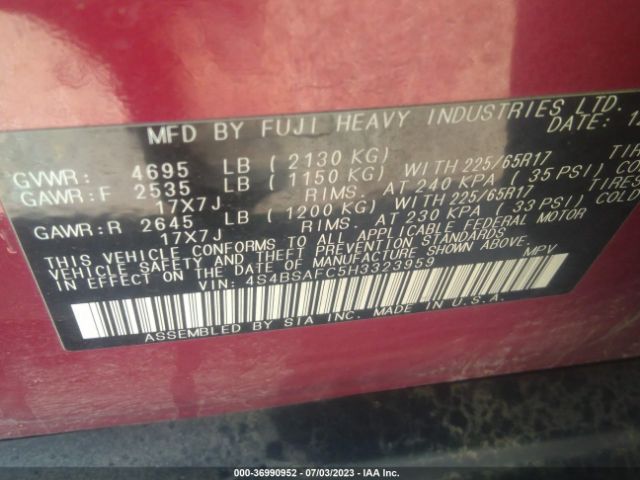 MFD BY FUJI HEAVY INDUSTRIES LTD.
DATE:
GVWR: 4695 LB (2130 KG)
GAWR:F 2535 LB (1150 KG) WITH 225/65R17
17X7J RIMS. AT 240 KPA (35 PSI) COLD
GAWR:R 2645 LB (1200 KG) WITH 225/65R17 TIRES
17X7J RIMS. AT 230 KPA (33 PSI) COLD
THIS VEHICLE CONFORMS TO ALL APPLICABLE FEDERAL MOTOR
VEHICLE SAFETY AND THEFT PREVENTION STANDARDS
IN EFFECT ON THE DATE OF MANUFACTURE SHOWN ABOVE.
VIN: 4S4BSAFC5H3323959 MPV
ASSEMBLED BY SIA INC. MADE IN U.S.A.
000-36990952 / 07/03/2023 - IAA Inc.